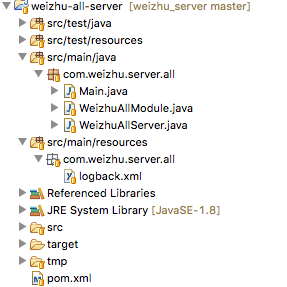 weizhu-all-server [weizhu_server master]
src/test/java
src/test/resources
src/main/java
com.weizhu.server.all
Main.java
WeizhuAllModule.java
WeizhuAllServer.java
src/main/resources
com.weizhu.server.all
logback.xml
Referenced Libraries
JRE System Library [JavaSE-1.8]
src
target
tmp
pom.xml